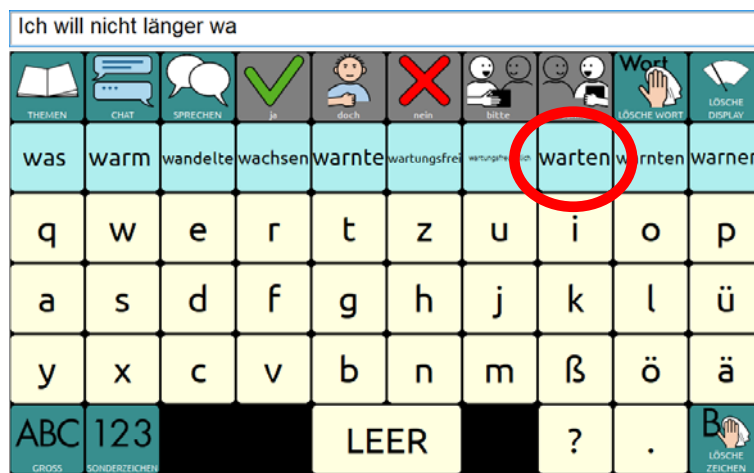 Ich will nicht länger wa
THEMEN CHAT SPRECHEN ja doch nein bitte Wort LÖSCHE WORT LÖSCHE DISPLAY
was warm wandelte wachsen warnte wartungsfrei warten warnten warner
q w e r t z u i o p
a s d f g h j k l ü
y x c v b n m ß ö ä
ABC GROSS 123 SONDERZEICHEN LEER ? . B LÖSCHE ZEICHEN